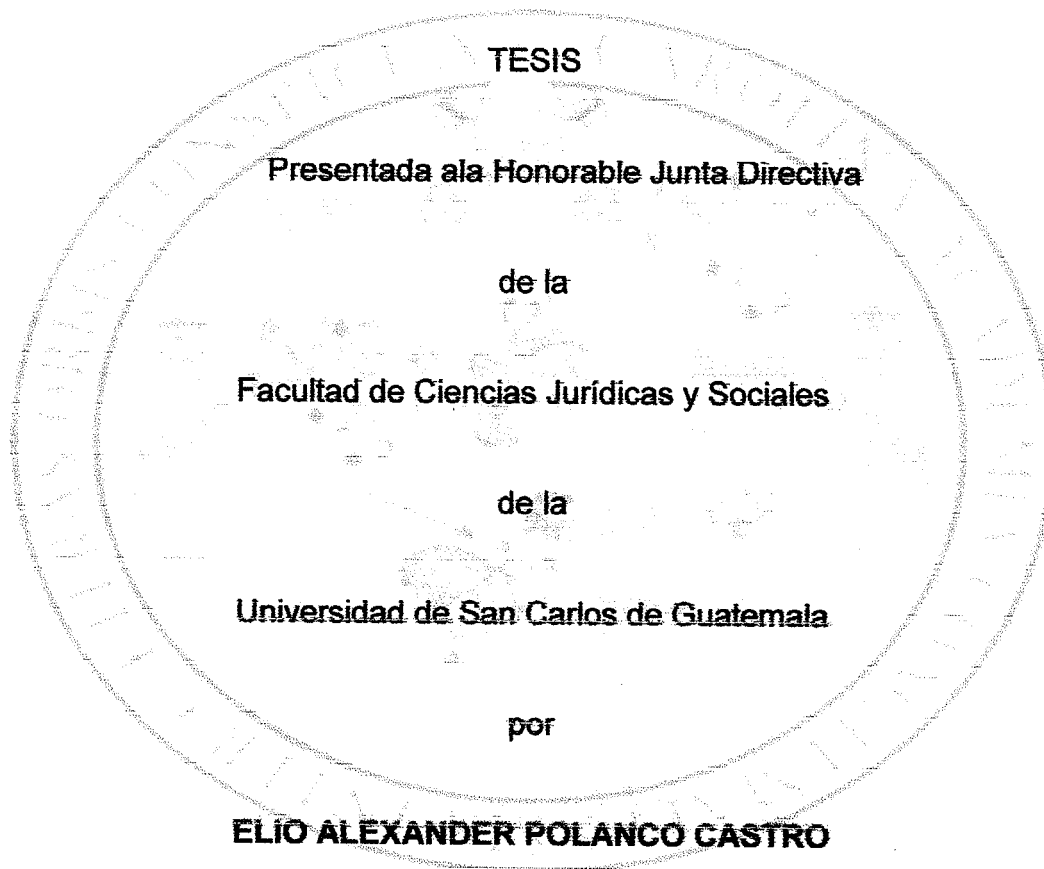 TESIS
Presentada ala Honorable Junta Directiva
de la
Facultad de Ciencias Jurídicas y Sociales
de la
Universidad de San Carlos de Guatemala
por
ELIO ALEXANDER POLANCO CASTRO